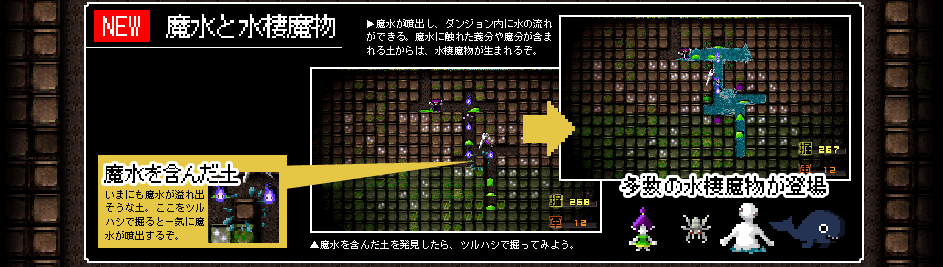 NEW 魔水と水棲魔物
▶魔水が噴出し、ダンジョン内に水の流れ
ができる。魔水に触れた養分や魔分が含ま
れる土からは、水棲魔物が生まれるぞ。
魔水を含んだ土
いまにも魔水が溢れ出
そうな土。ここをツル
ハシで掘ると一気に魔
水が噴出するぞ。
掘 268
12
▲魔水を含んだ土を発見したら、ツルハシで掘ってみよう。
掘 267
12
多数の水棲魔物が登場